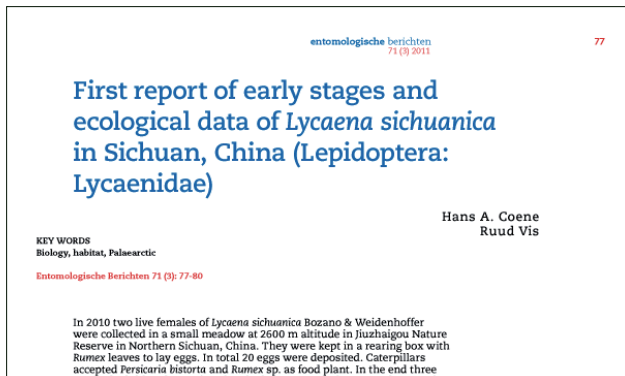 entomologische berichten
71 (3) 2011
77
First report of early stages and
ecological data of Lycaena sichuanica
in Sichuan, China (Lepidoptera:
Lycaenidae)
Hans A. Coene
Ruud Vis
KEY WORDS
Biology, habitat, Palaearctic
Entomologische Berichten 71 (3): 77-80
In 2010 two live females of Lycaena sichuanica Bozano & Weidenhoffer
were collected in a small meadow at 2600 m altitude in Jiuzhaigou Nature
Reserve in Northern Sichuan, China. They were kept in a rearing box with
Rumex leaves to lay eggs. In total 20 eggs were deposited. Caterpillars
accepted Persicaria bistorta and Rumex sp. as food plant. In the end three